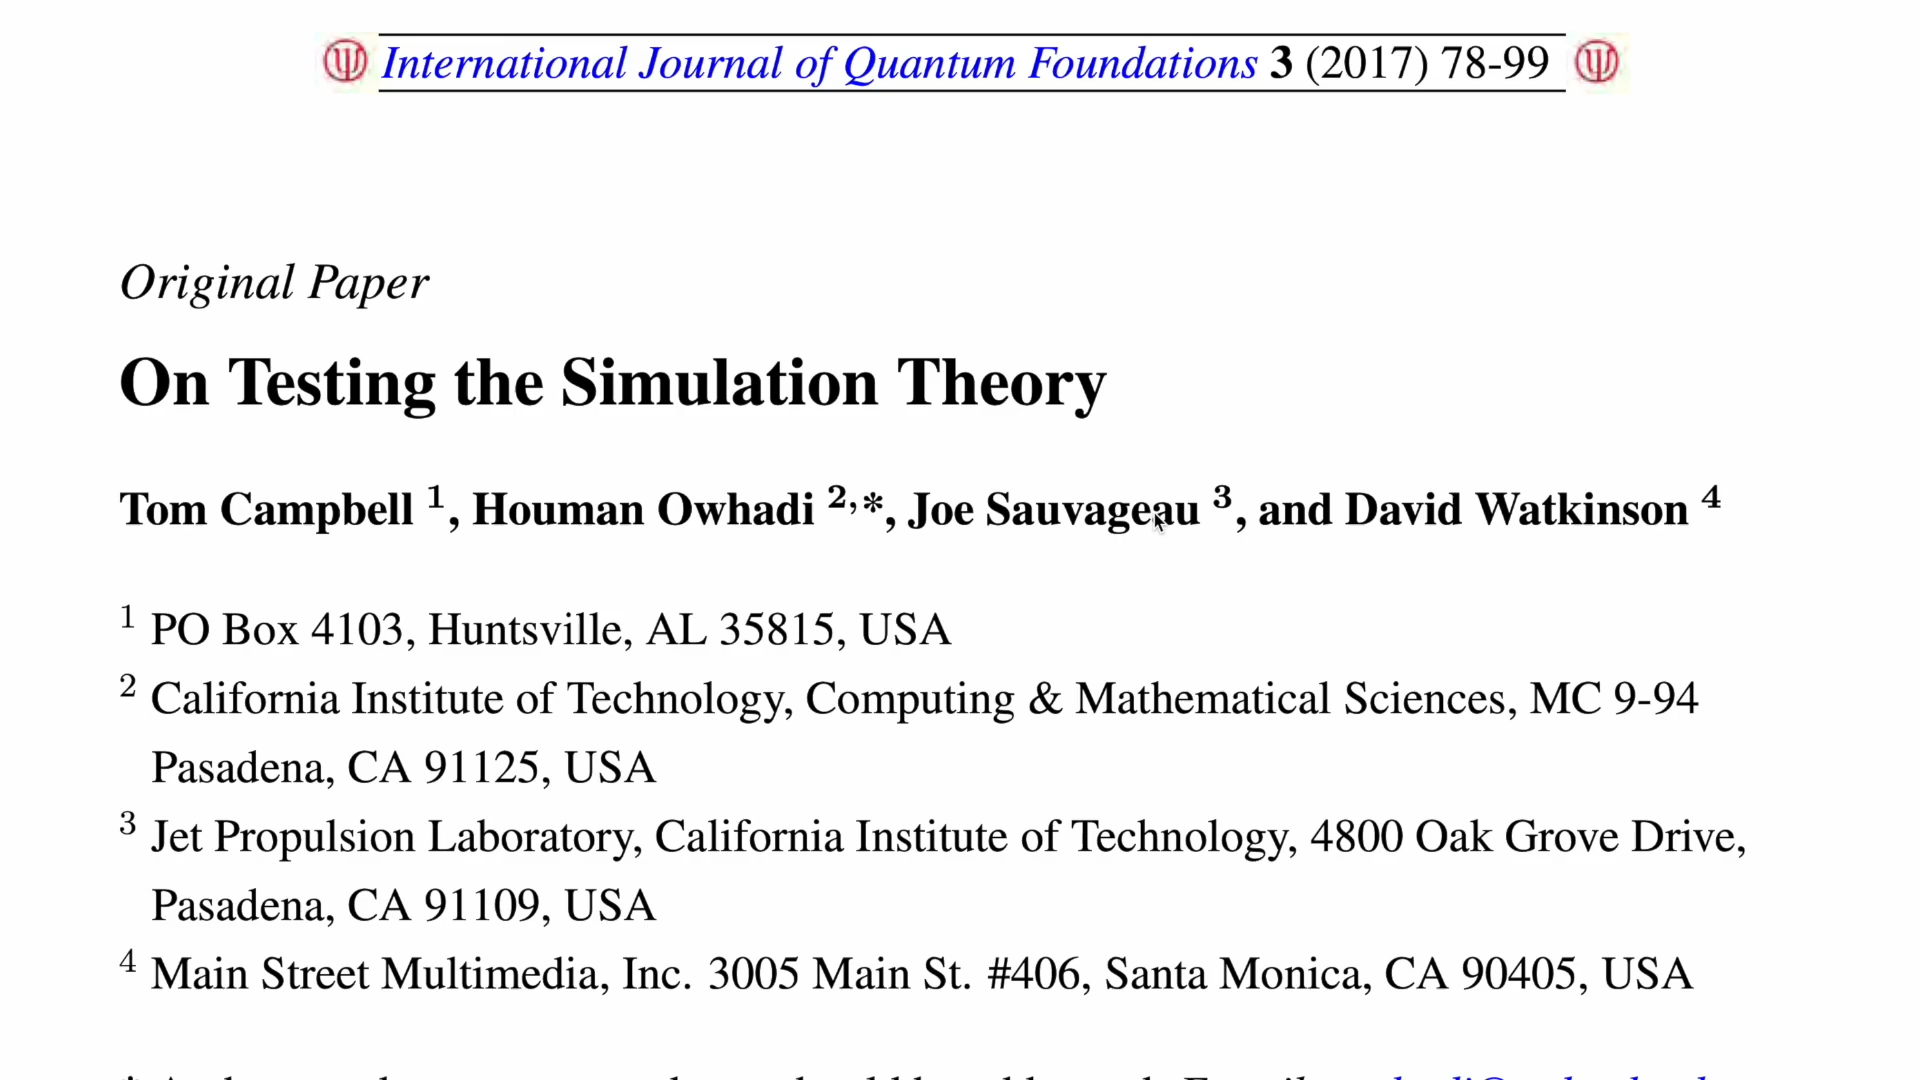 International Journal of Quantum Foundations 3 (2017) 78-99
Original Paper
On Testing the Simulation Theory
Tom Campbell 1, Houman Owhadi 2,*, Joe Sauvageau 3, and David Watkinson 4
1 PO Box 4103, Huntsville, AL 35815, USA
2 California Institute of Technology, Computing & Mathematical Sciences, MC 9-94
Pasadena, CA 91125, USA
3 Jet Propulsion Laboratory, California Institute of Technology, 4800 Oak Grove Drive,
Pasadena, CA 91109, USA
4 Main Street Multimedia, Inc. 3005 Main St. #406, Santa Monica, CA 90405, USA